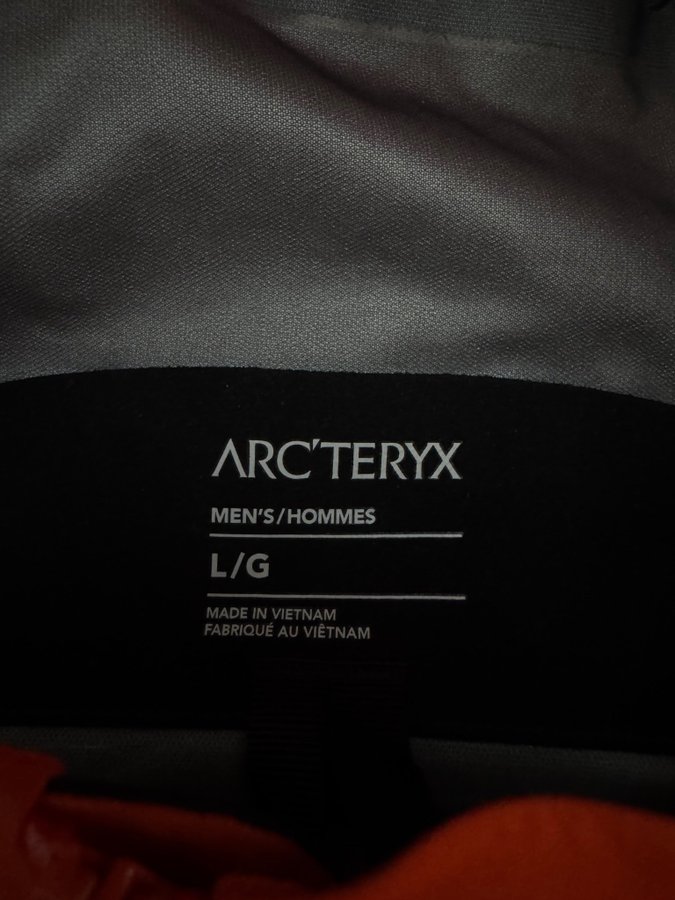 ARC'TERYX
MEN'S/HOMMES
L/G
MADE IN VIETNAM
FABRIQUÉ AU VIÊTNAM